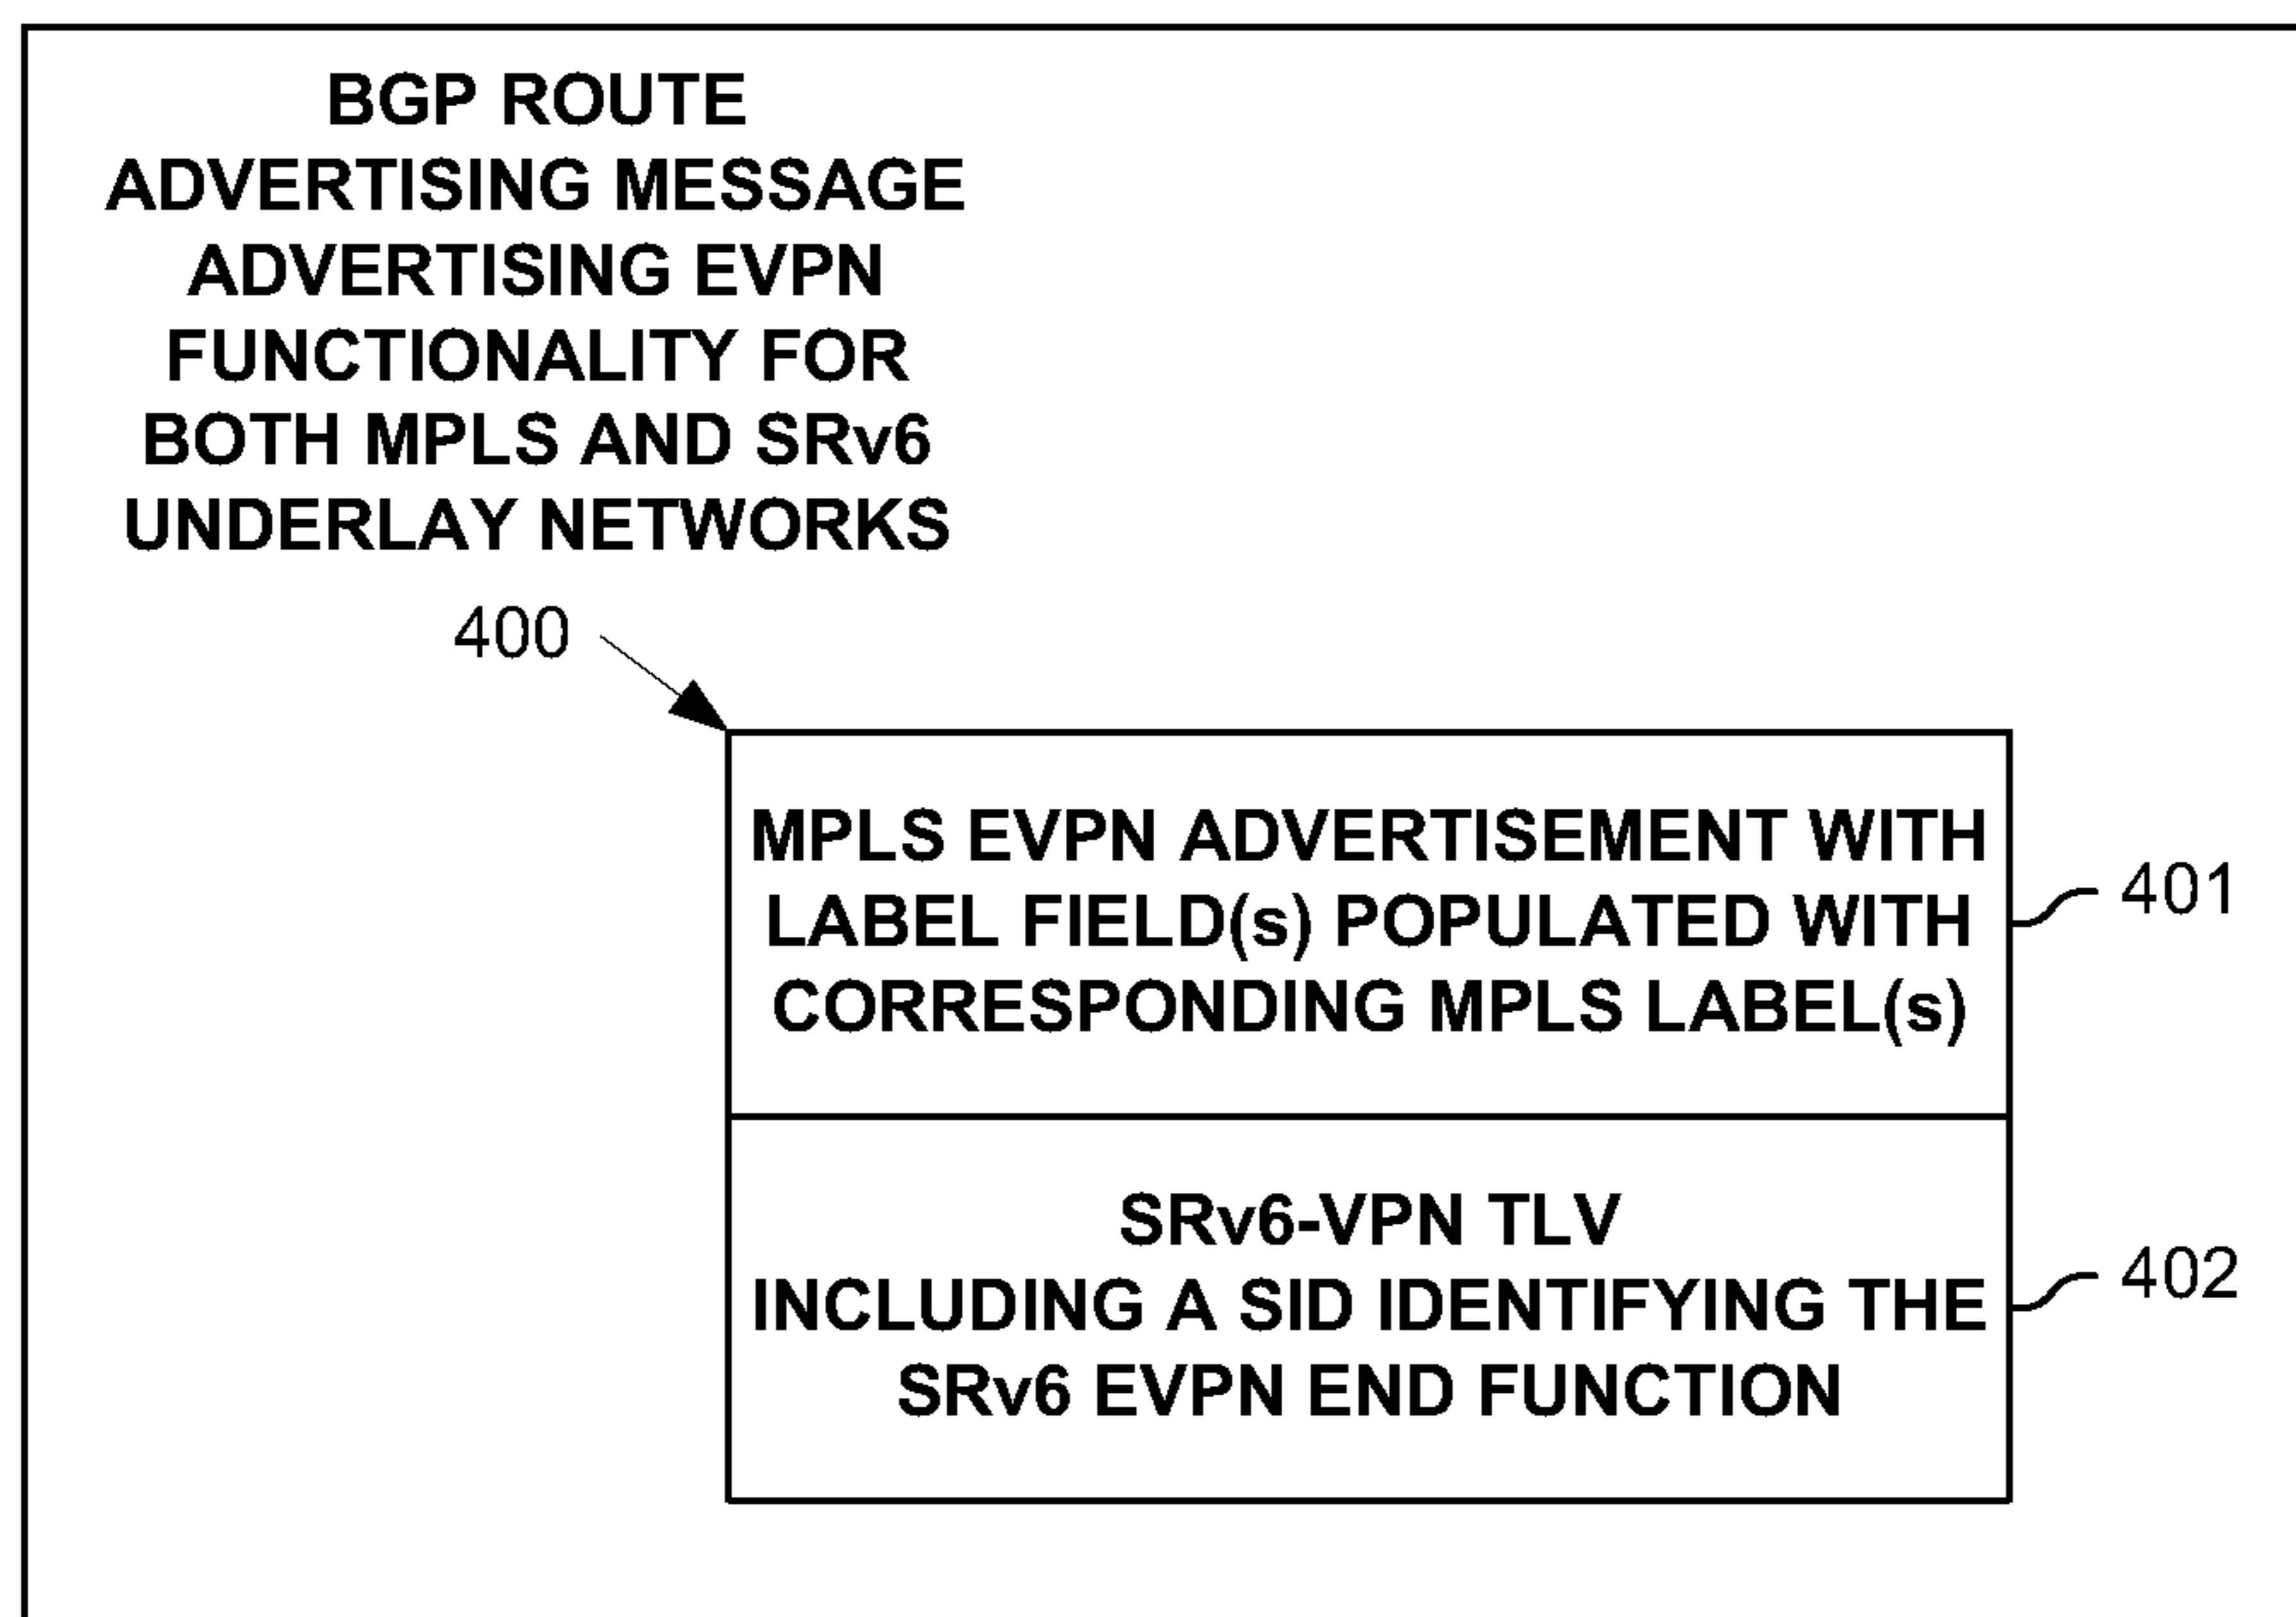 BGP ROUTE
ADVERTISING MESSAGE
ADVERTISING EVPN
FUNCTIONALITY FOR
BOTH MPLS AND SRv6
UNDERLAY NETWORKS
400
MPLS EVPN ADVERTISEMENT WITH
LABEL FIELD(s) POPULATED WITH
CORRESPONDING MPLS LABEL(s)
401
SRv6-VPN TLV
INCLUDING A SID IDENTIFYING THE
SRv6 EVPN END FUNCTION
402